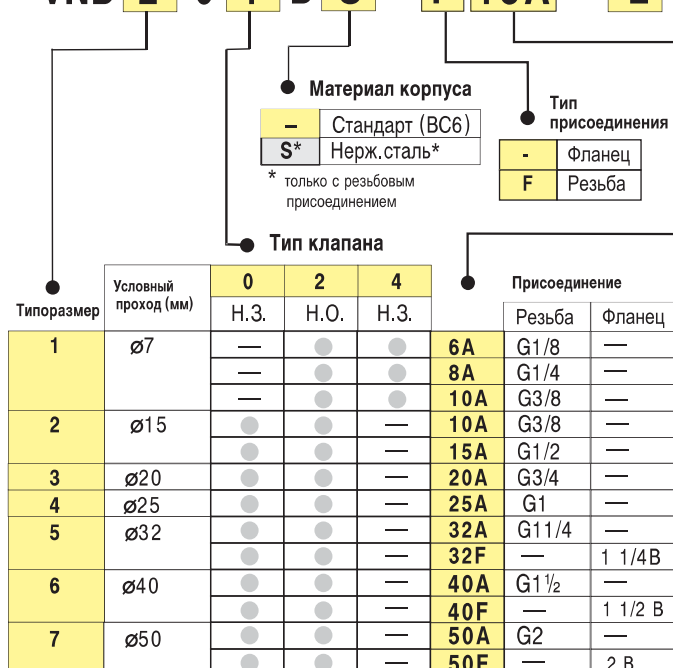 Материал корпуса
– Стандарт (BC6)
S* Нерж.сталь*
* только с резьбовым
присоединением
Тип
присоединения
- Фланец
F Резьба
Тип клапана
Типоразмер Условный проход (мм) 0 2 4 Присоединение
Н.З. Н.О. Н.З. Резьба Фланец
1 ø7 — 6A G1/8 —
— 8A G1/4 —
— 10A G3/8 —
2 ø15 — 10A G3/8 —
— 15A G1/2 —
3 ø20 — 20A G3/4 —
4 ø25 — 25A G1 —
5 ø32 — 32A G11/4 —
— 32F — 1 1/4B
6 ø40 — 40A G1½ —
— 40F — 1 1/2 B
7 ø50 — 50A G2 —
— 50F — 2 B